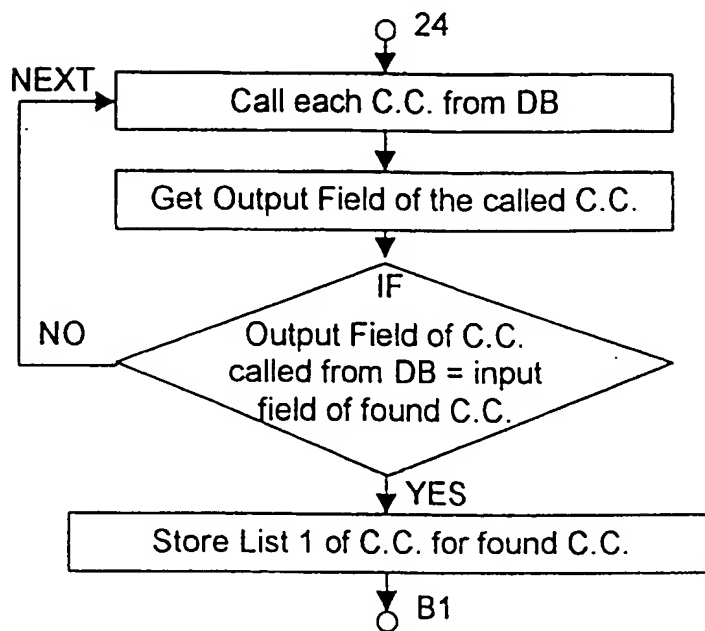 24
NEXT
Call each C.C. from DB
Get Output Field of the called C.C.
IF
NO
Output Field of C.C.
called from DB = input
field of found C.C.
YES
Store List 1 of C.C. for found C.C.
B1